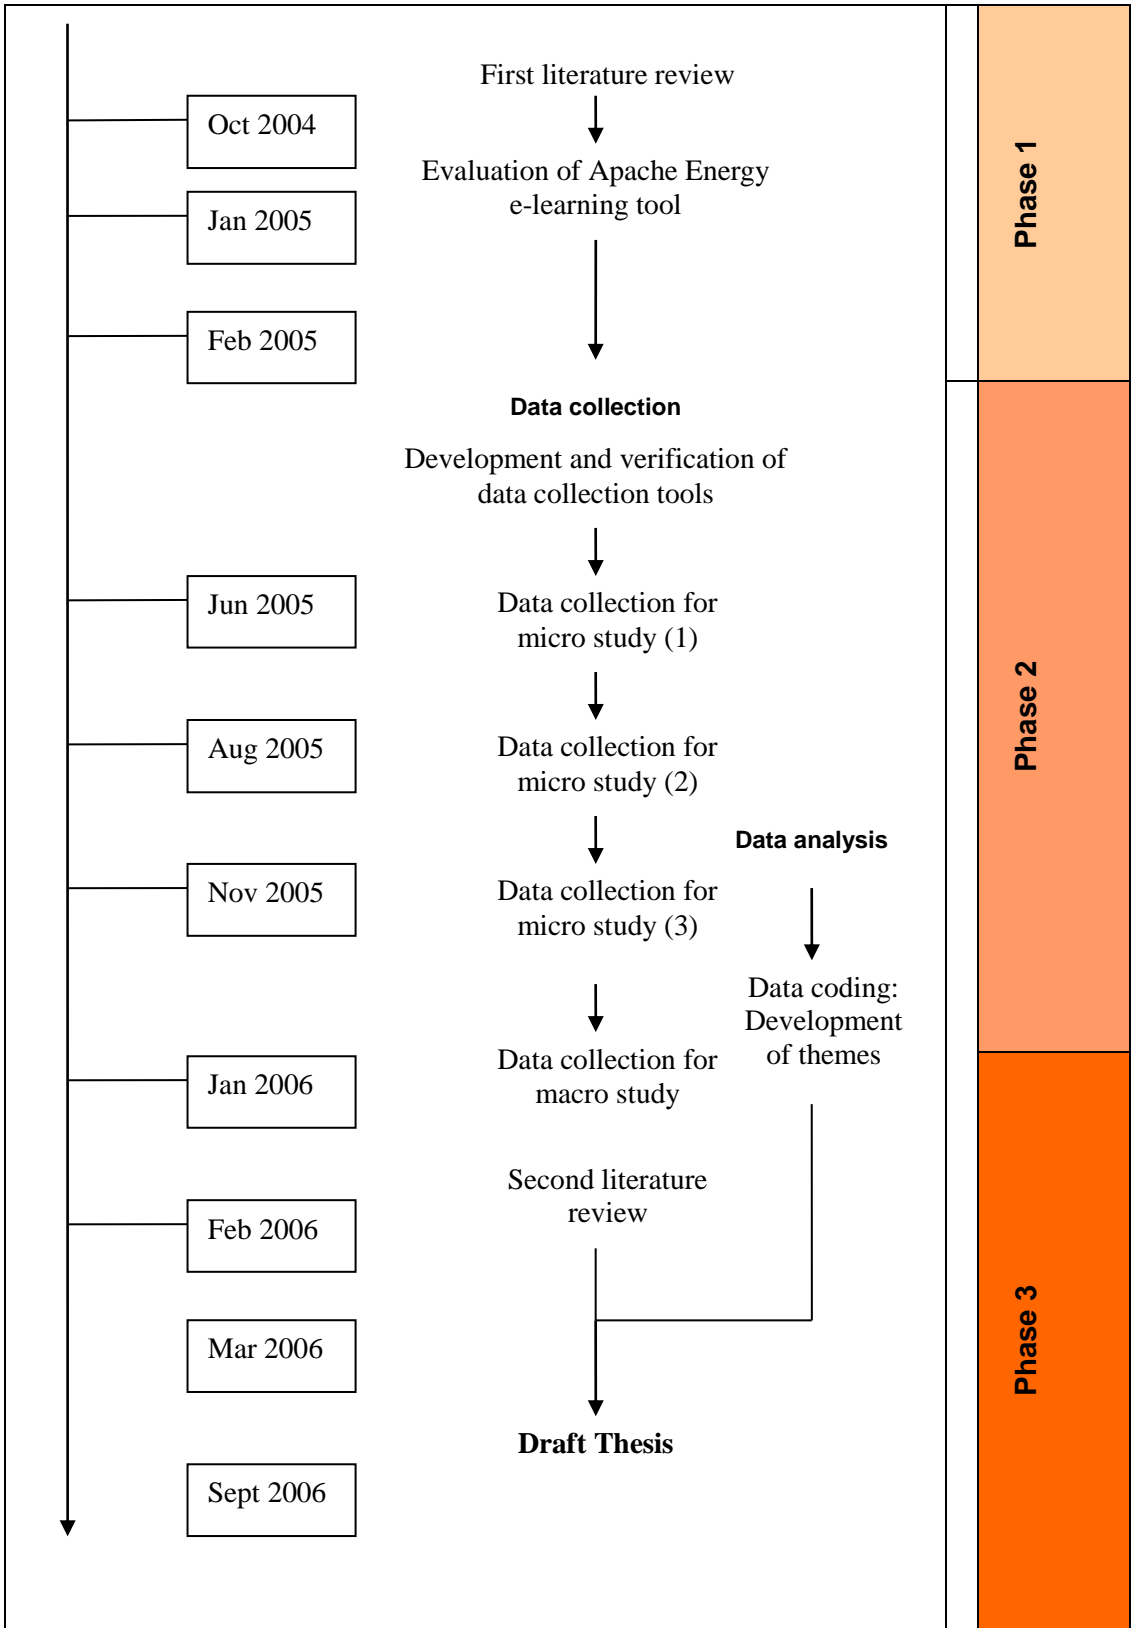 First literature review
Oct 2004
Evaluation of Apache Energy
e-learning tool
Jan 2005
Phase 1
Feb 2005
Data collection
Development and verification of
data collection tools
Jun 2005
Data collection for
micro study (1)
Phase 2
Aug 2005
Data collection for
micro study (2)
Data analysis
Nov 2005
Data collection for
micro study (3)
Data coding:
Development
of themes
Jan 2006
Data collection for
macro study
Second literature
review
Feb 2006
Mar 2006
Phase 3
Draft Thesis
Sept 2006